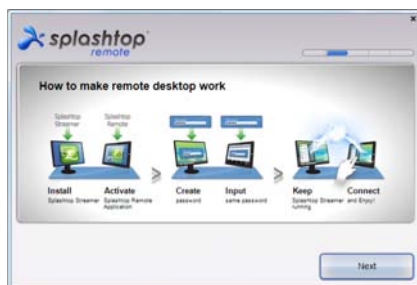 splashtop
remote
How to make remote desktop work
Splashtop Streamer
Splashtop Remote
Install
Splashtop Streamer
Activate
Splashtop Remote Application
Create
password
Input
same password
Keep
Splashtop Streamer running
Connect
and Enjoy!
Next